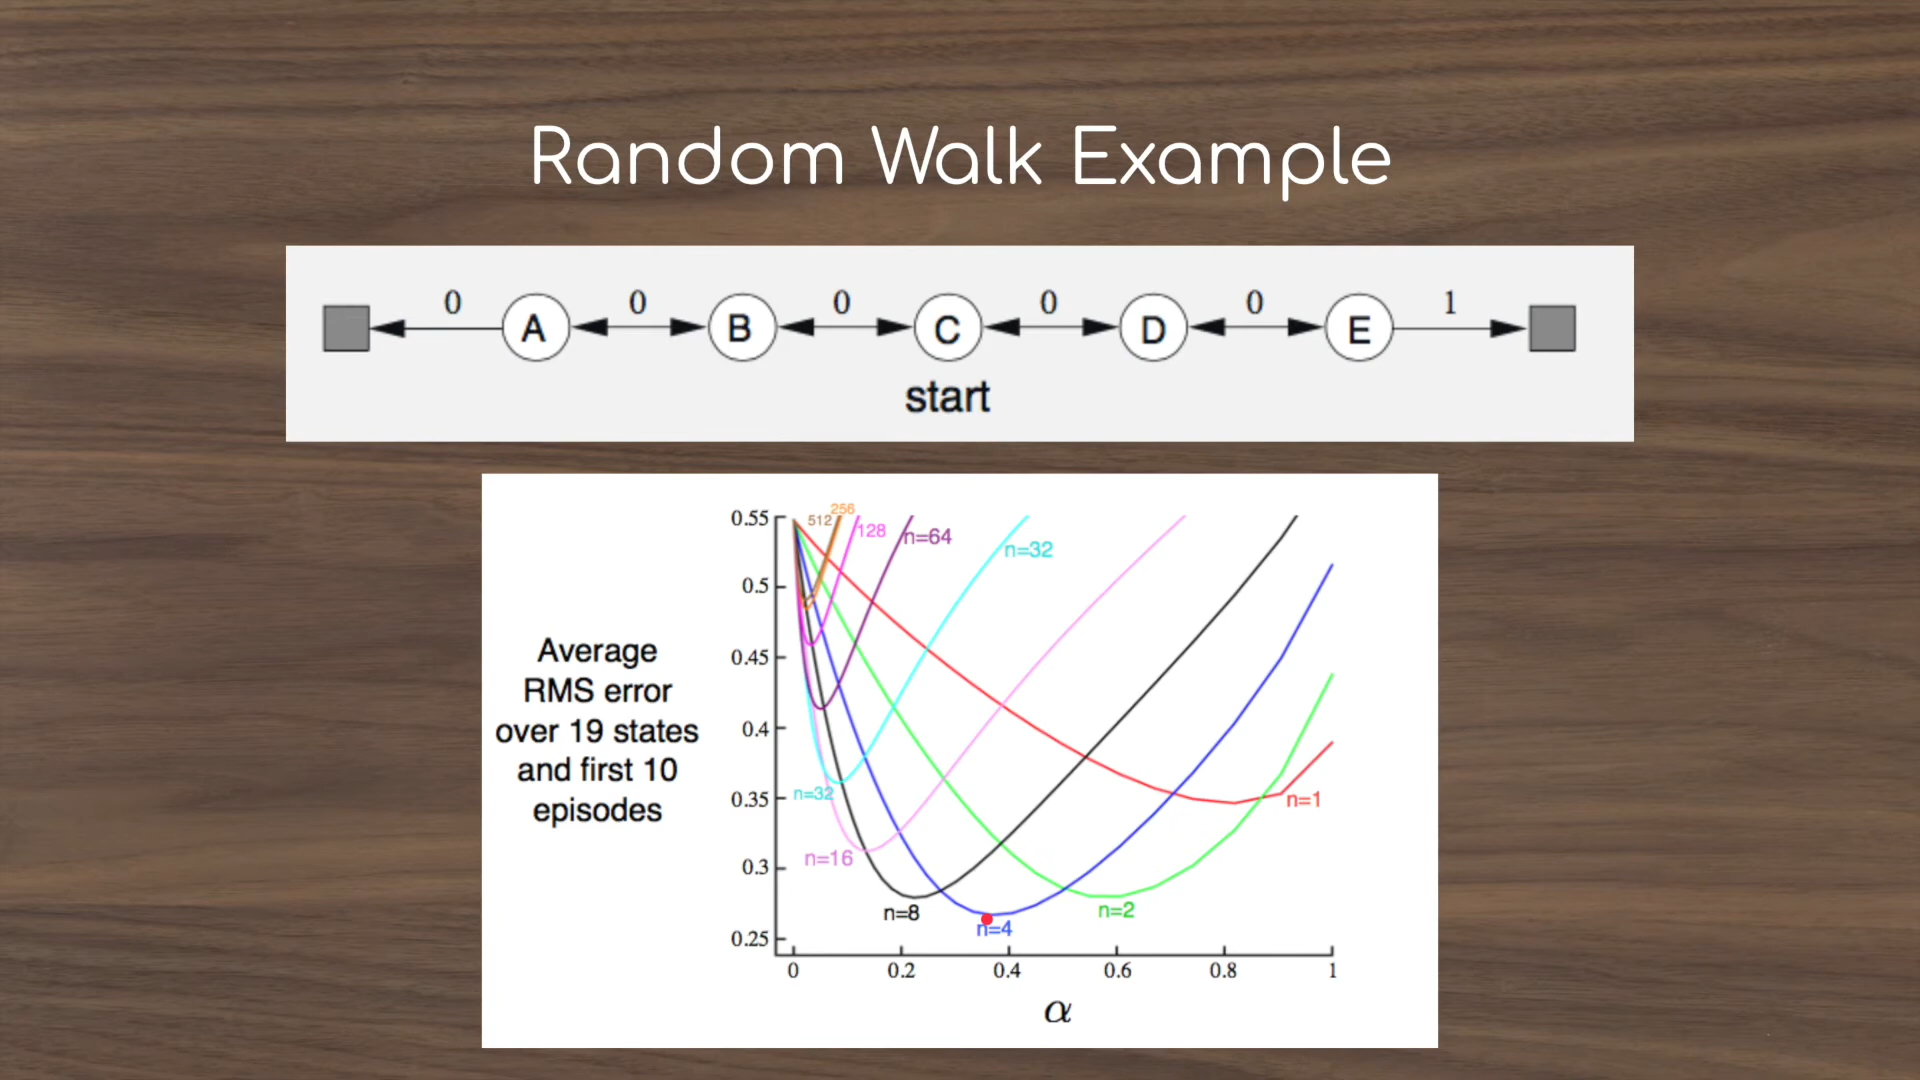 Random Walk Example
0 0 0 0 0 1
A B C D E
start
Average
RMS error
over 19 states
and first 10
episodes
0.55
0.5
0.45
0.4
0.35
0.3
0.25
512
256
128
n=64
n=32
n=32
n=16
n=8
n=4
n=2
n=1
0 0.2 0.4 0.6 0.8 1
α